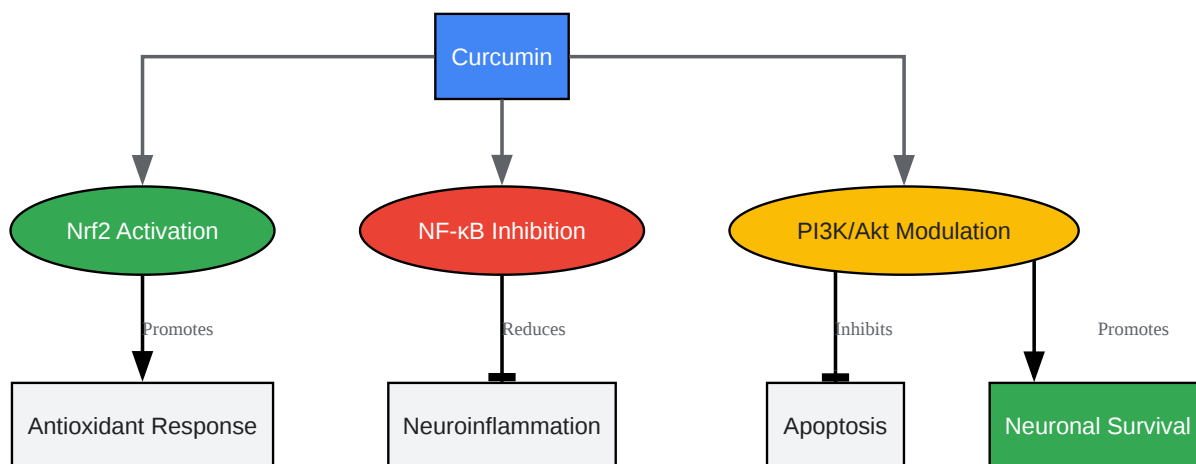 Curcumin
Nrf2 Activation
NF-κB Inhibition
PI3K/Akt Modulation
Promotes
Reduces
Inhibits
Promotes
Antioxidant Response
Neuroinflammation
Apoptosis
Neuronal Survival